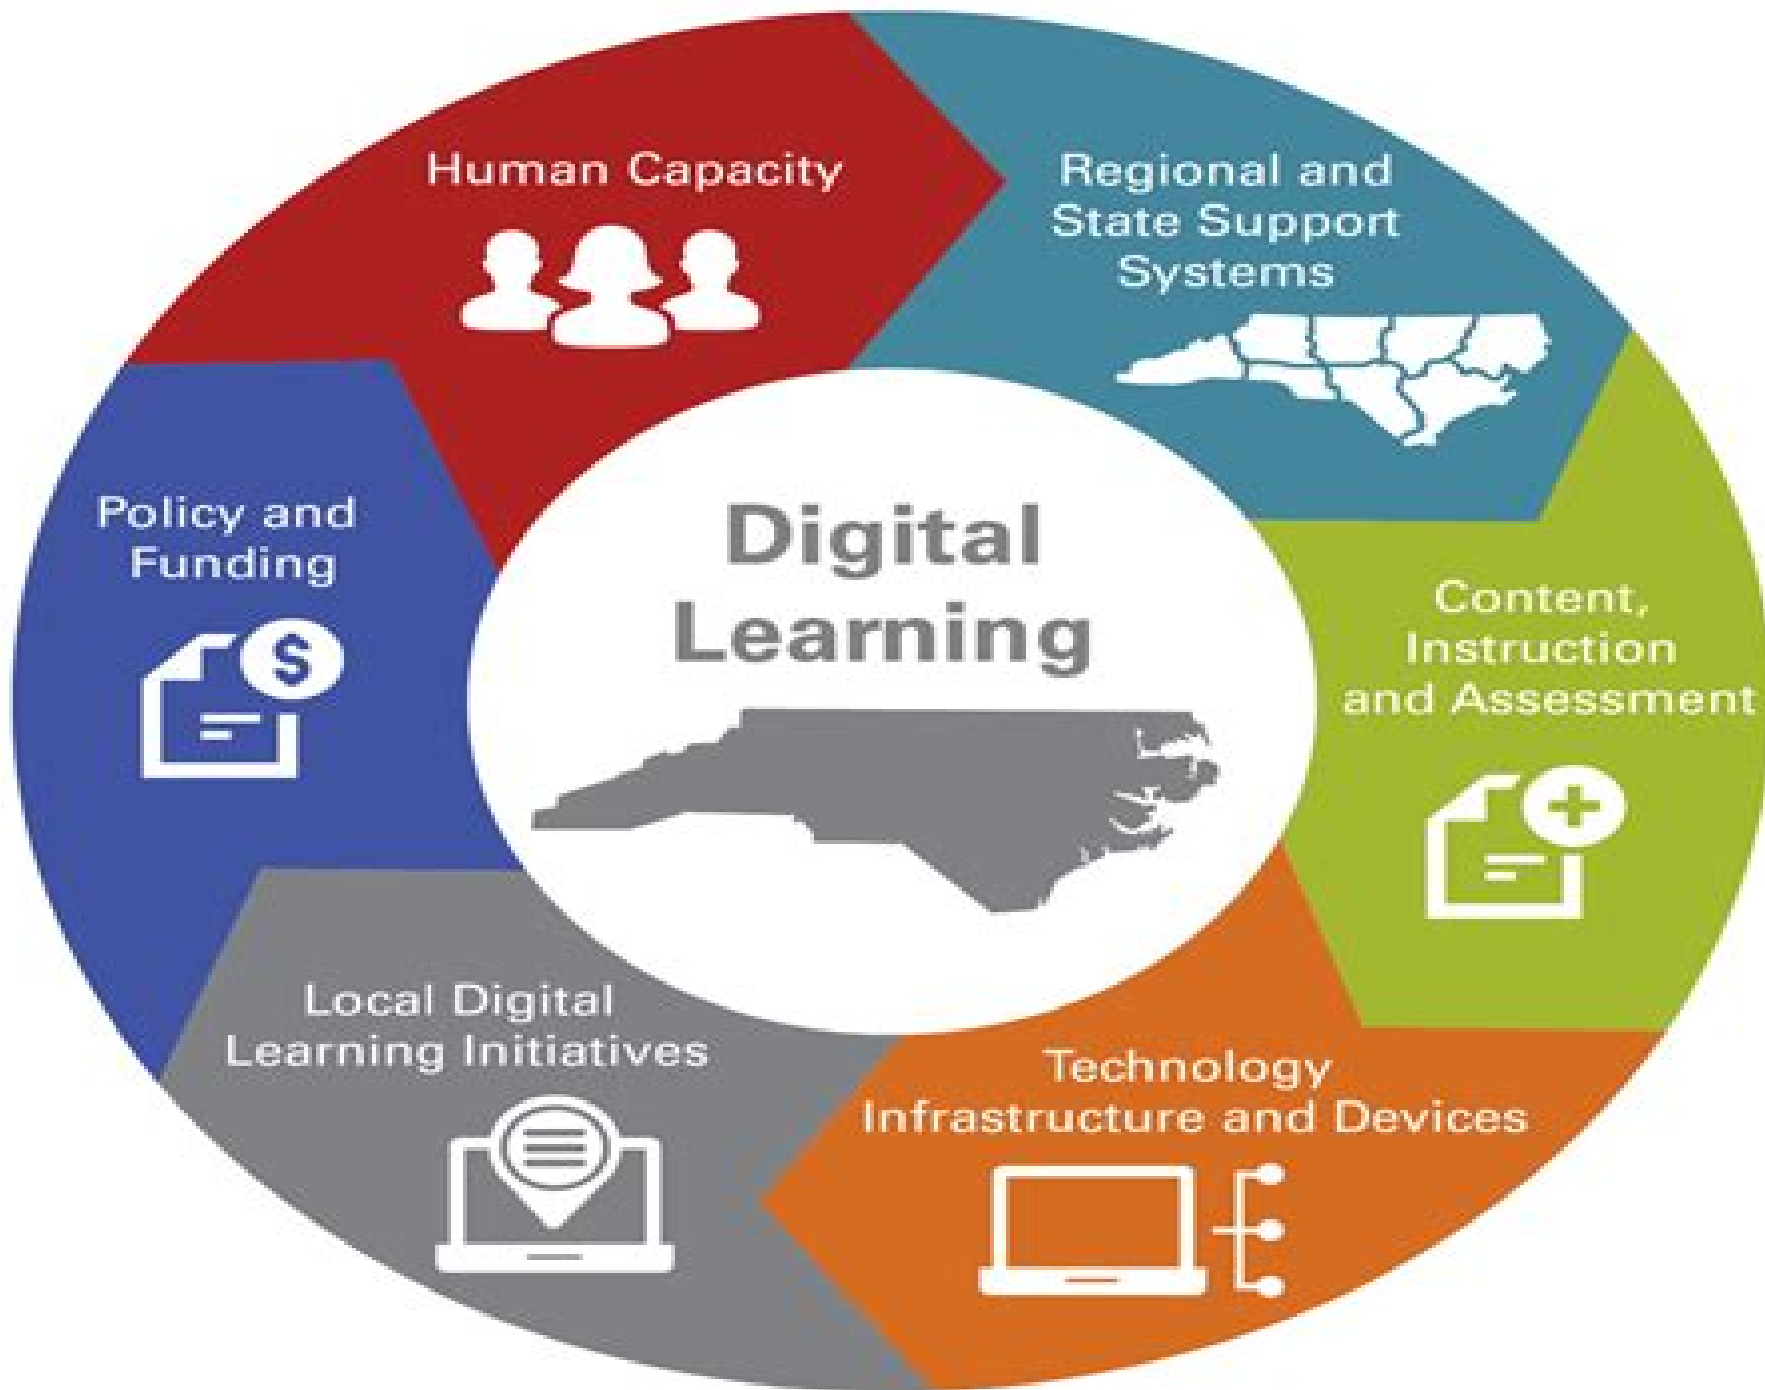 Human Capacity
Regional and
State Support
Systems
Content,
Instruction
and Assessment
Technology
Infrastructure and Devices
Local Digital
Learning Initiatives
Policy and
Funding
$
Digital
Learning